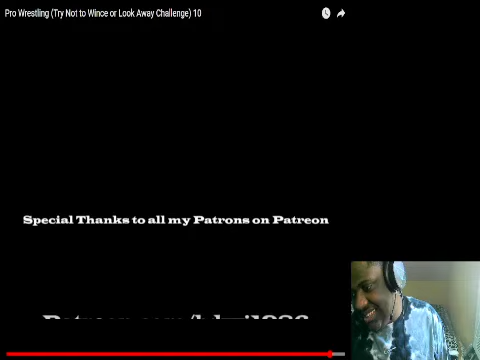 Pro Wrestling (Try Not to Wince or Look Away Challenge) 10
Special Thanks to all my Patrons on Patreon